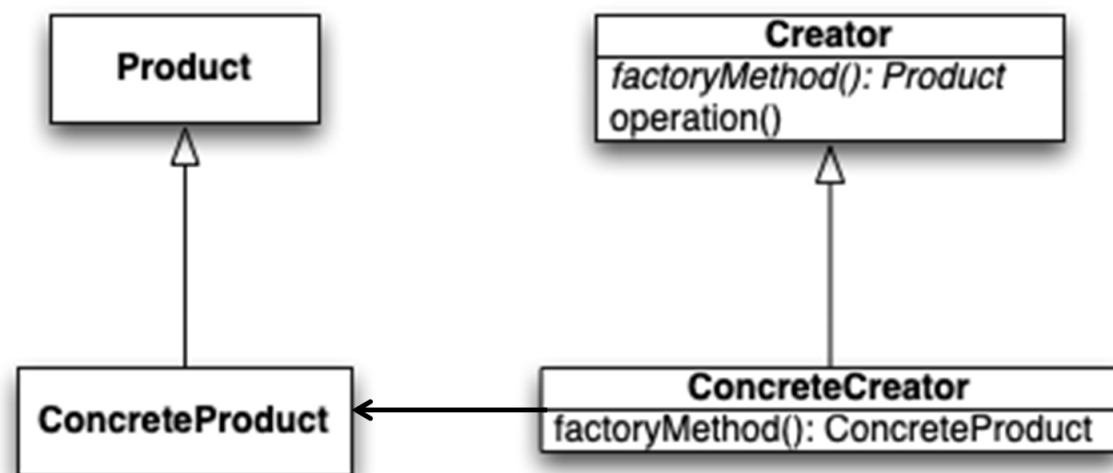 Product
Creator
factoryMethod(): Product
operation()
ConcreteProduct
ConcreteCreator
factoryMethod(): ConcreteProduct